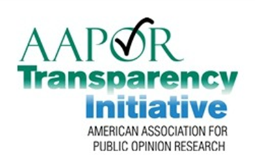 AAPOR
Transparency
Initiative
AMERICAN ASSOCIATION FOR
PUBLIC OPINION RESEARCH